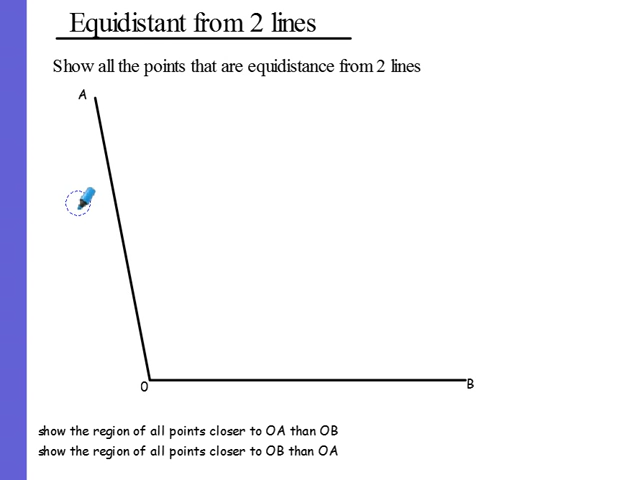 Equidistant from 2 lines
Show all the points that are equidistance from 2 lines
A
O
B
show the region of all points closer to OA than OB
show the region of all points closer to OB than OA